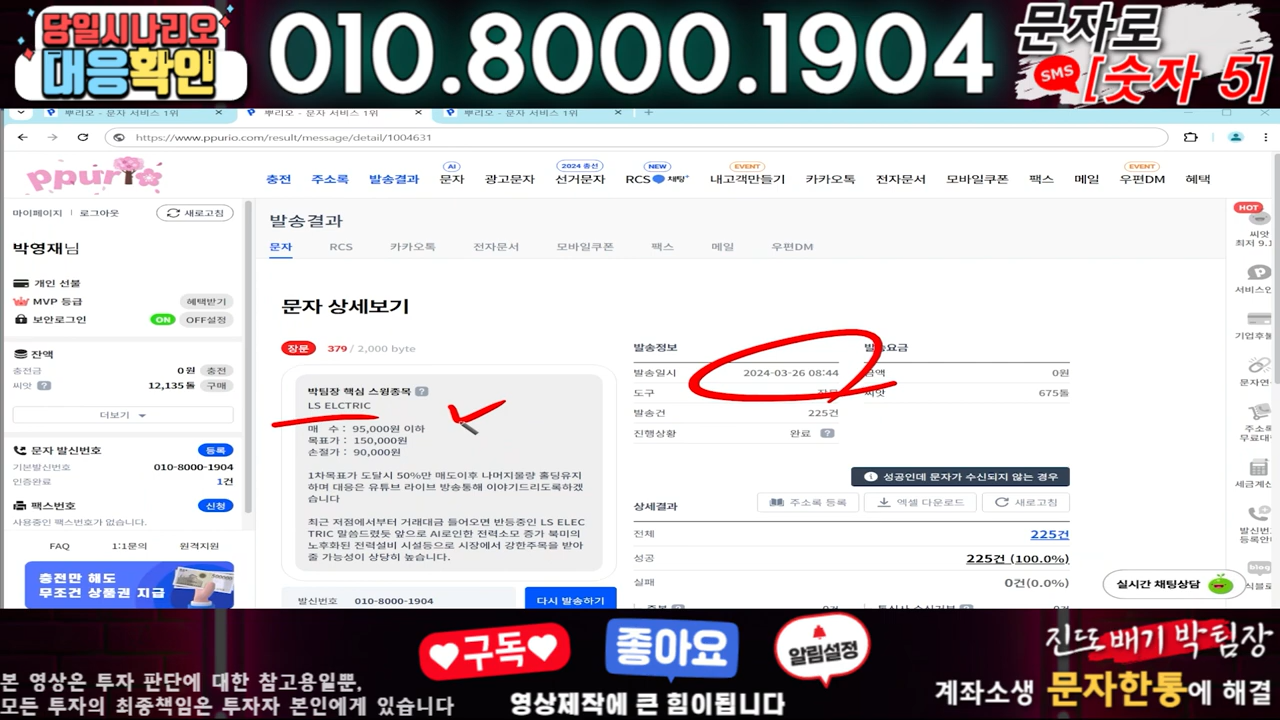 당일시나리오
대응확인
010.8000.1904
문자로
SMS
[숫자 5]
뿌리오 - 문자 서비스 1위
뿌리오 - 문자 서비스 1위
뿌리오 - 문자 서비스 1위
https://www.ppurio.com/result/message/detail/1004631
ppurio
충전
주소록
발송결과
AI
문자
광고문자
2024 총선
선거문자
NEW
RCS 채팅+
EVENT
내고객만들기
카카오톡
전자문서
모바일쿠폰
팩스
메일
EVENT
우편DM
혜택
마이페이지 | 로그아웃
새로고침
박영재님
개인 선불
MVP 등급
혜택받기
보안로그인
ON
OFF설정
잔액
충전금
0원
충전
씨앗 ?
12,135톨
구매
더보기
문자 발신번호
등록
기본발신번호
010-8000-1904
인증완료
1건
팩스번호
신청
사용중인 팩스번호가 없습니다.
FAQ
1:1문의
원격지원
충전만 해도
무조건 상품권 지급
발송결과
문자
RCS
카카오톡
전자문서
모바일쿠폰
팩스
메일
우편DM
문자 상세보기
장문
379 / 2,000 byte
박팀장 핵심 스윙종목 ?
LS ELCTRIC
매 수 : 95,000원 이하
목표가 : 150,000원
손절가 : 90,000원
1차목표가 도달시 50%만 매도이후 나머지물량 홀딩유지
하며 대응은 유튜브 라이브 방송통해 이야기드리도록하겠
습니다
최근 저점에서부터 거래대금 들어오면 반등중인 LS ELEC
TRIC 말씀드렸듯 앞으로 AI로인한 전력소모 증가 북미의
노후화된 전력설비 시설등으로 시장에서 강한주목을 받아
줄 가능성이 상당히 높습니다.
발신번호
010-8000-1904
다시 발송하기
발송정보
발송일시
2024-03-26 08:44
도구
장문
발송건
225건
진행상황
완료 ?
발송요금
금액
0원
씨앗
675톨
성공인데 문자가 수신되지 않는 경우
상세결과
주소록 등록
엑셀 다운로드
새로고침
전체
225건
성공
225건 (100.0%)
실패
0건(0.0%)
HOT
씨앗
최저 9.1
서비스인
기업후불
문자연
주소록
무료대
세금계산
발신번호
등록안내
blog
실시간 채팅상담
구독
좋아요
알림설정
영상제작에 큰 힘이됩니다
본 영상은 투자 판단에 대한 참고용일뿐,
모든 투자의 최종책임은 투자자 본인에게 있습니다
진또배기 박팀장
계좌소생 문자한통에 해결